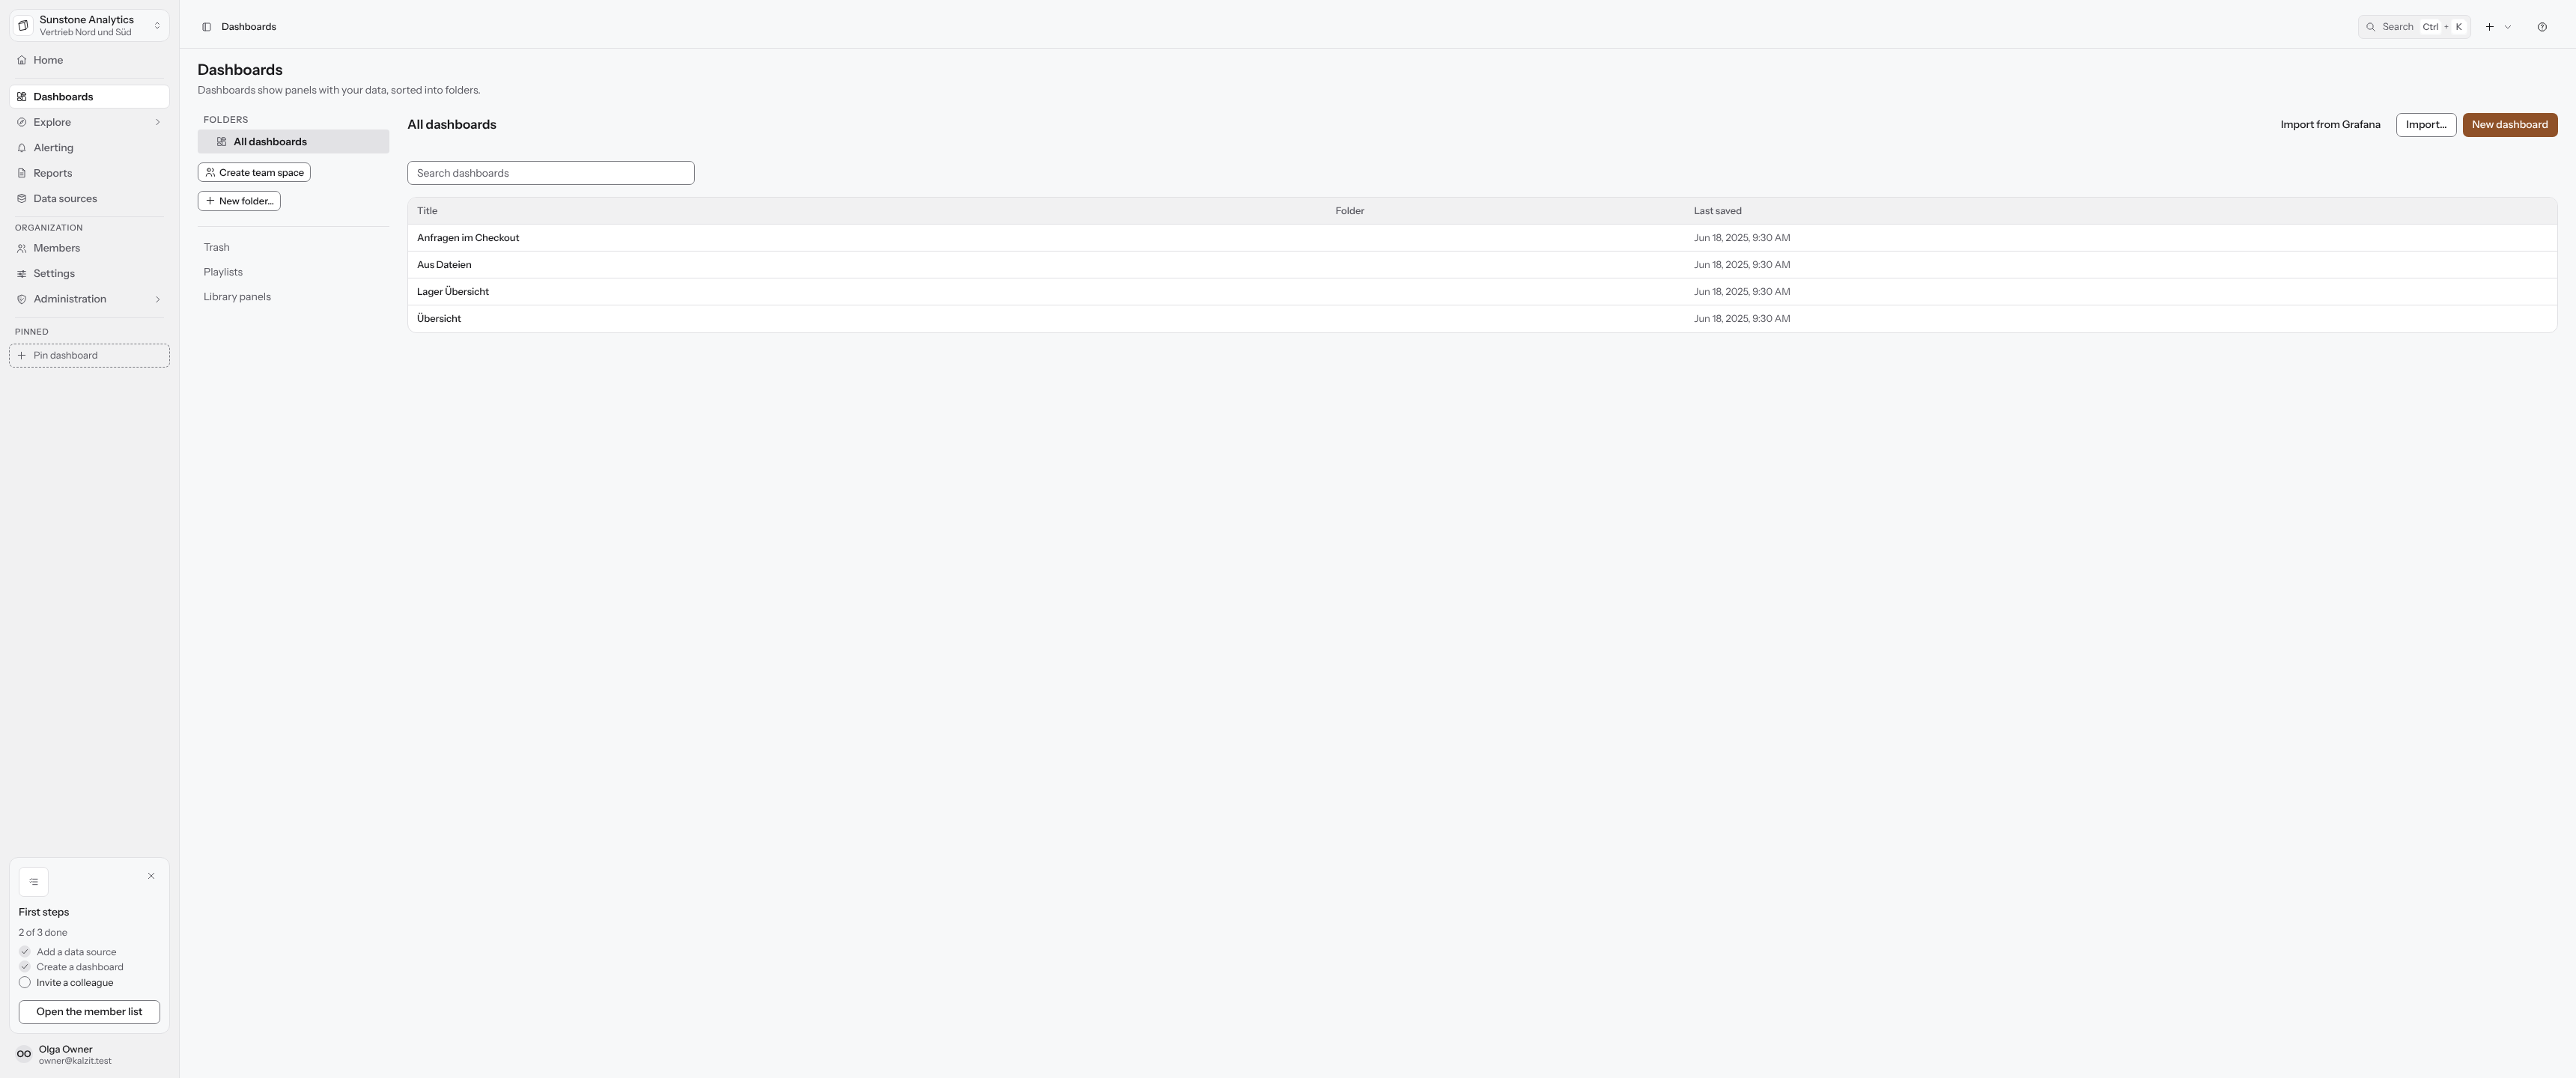 Sunstone Analytics
Vertrieb Nord und Süd
Home
Dashboards
Explore
Alerting
Reports
Data sources
ORGANIZATION
Members
Settings
Administration
PINNED
Pin dashboard
First steps
2 of 3 done
Add a data source
Create a dashboard
Invite a colleague
Open the member list
OO
Olga Owner
owner@kalzit.test
Dashboards
Search Ctrl + K
Dashboards
Dashboards show panels with your data, sorted into folders.
FOLDERS
All dashboards
Create team space
New folder...
Trash
Playlists
Library panels
All dashboards
Import from Grafana Import... New dashboard
Search dashboards
Title Folder Last saved
Anfragen im Checkout Jun 18, 2025, 9:30 AM
Aus Dateien Jun 18, 2025, 9:30 AM
Lager Übersicht Jun 18, 2025, 9:30 AM
Übersicht Jun 18, 2025, 9:30 AM